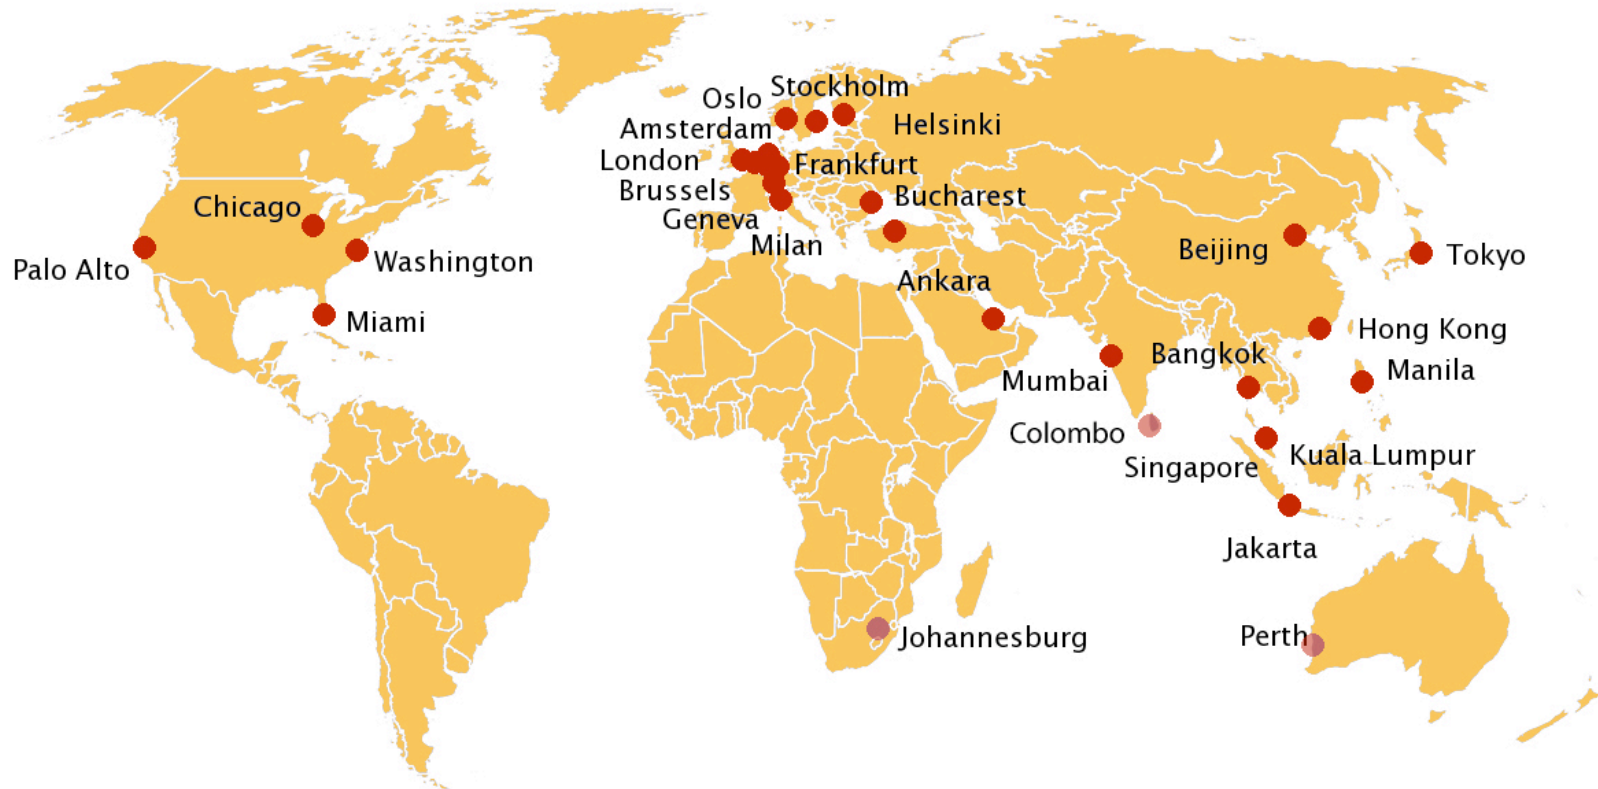 Stockholm
Oslo
Helsinki
Amsterdam
London
Frankfurt
Brussels
Bucharest
Chicago
Geneva
Milan
Beijing
Tokyo
Washington
Palo Alto
Ankara
Miami
Hong Kong
Bangkok
Manila
Mumbai
Colombo
Kuala Lumpur
Singapore
Jakarta
Perth
Johannesburg